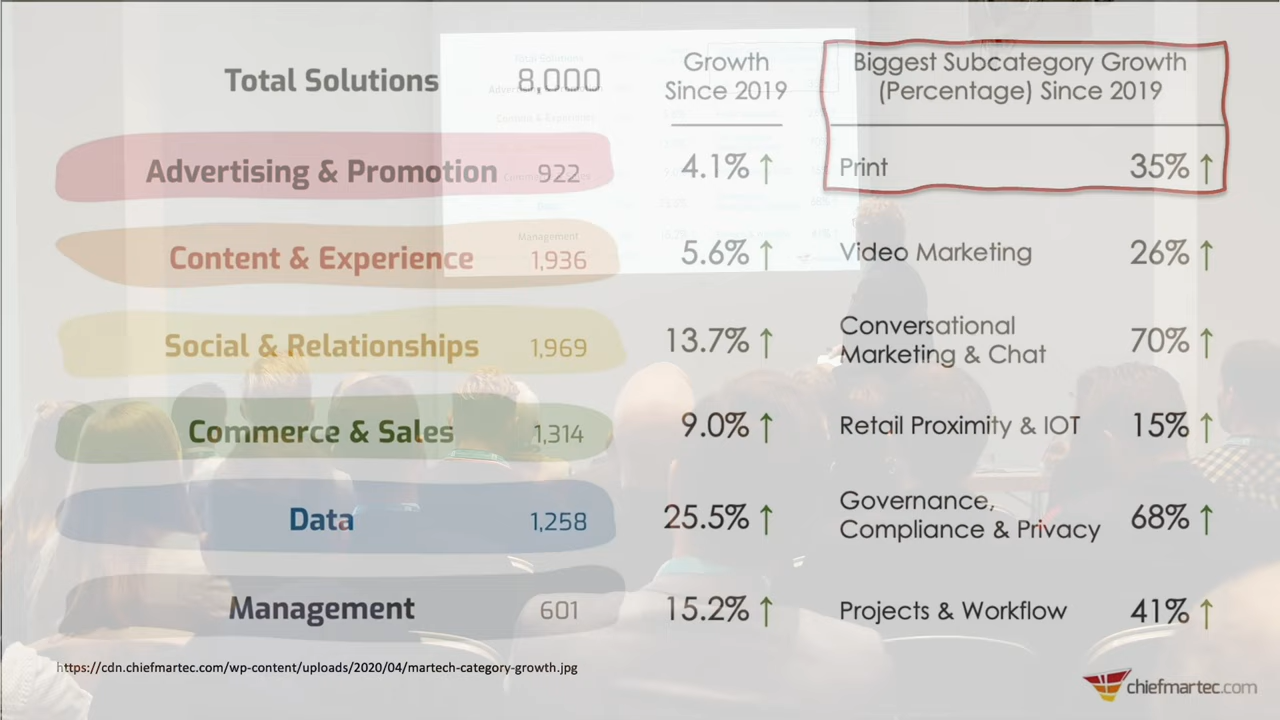 Total Solutions 8,000 Growth Biggest Subcategory Growth
Since 2019 (Percentage) Since 2019
Advertising & Promotion 922 4.1% ↑ Print 35% ↑
Content & Experience 1,936 5.6% ↑ Video Marketing 26% ↑
Social & Relationships 1,969 13.7% ↑ Conversational
Marketing & Chat 70% ↑
Commerce & Sales 1,314 9.0% ↑ Retail Proximity & IOT 15% ↑
Data 1,258 25.5% ↑ Governance,
Compliance & Privacy 68% ↑
Management 601 15.2% ↑ Projects & Workflow 41% ↑
https://cdn.chiefmartec.com/wp-content/uploads/2020/04/martech-category-growth.jpg
chiefmartec.com
Management